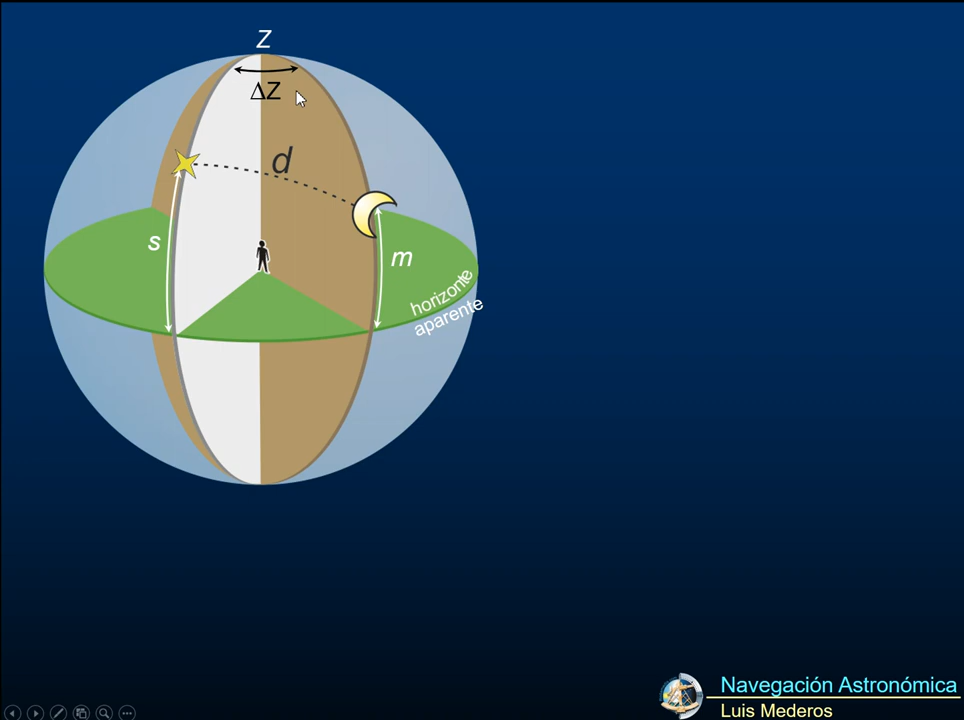 Z
ΔZ
d
s
m
horizonte
aparente
Navegación Astronómica
Luis Mederos